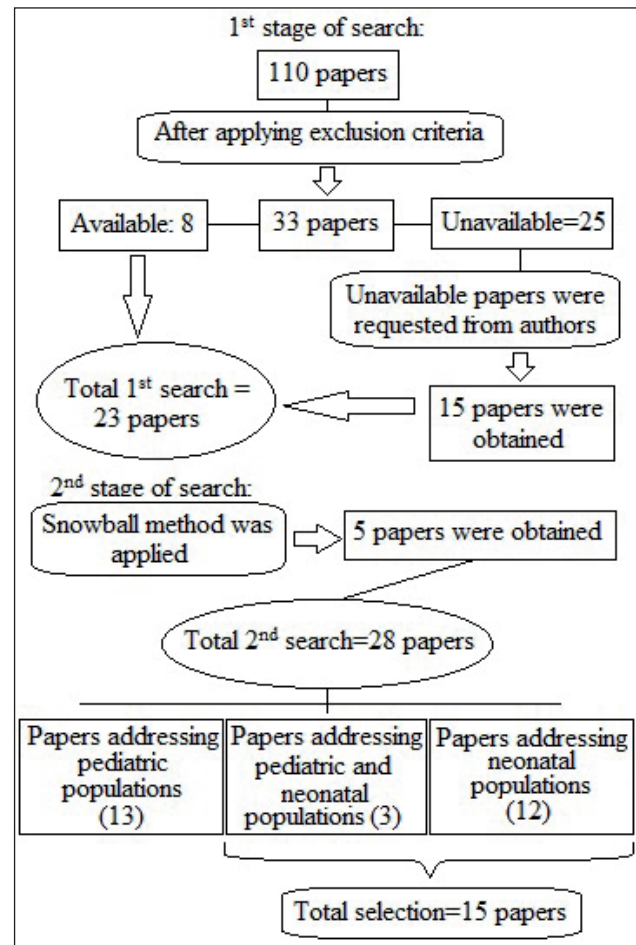 1st stage of search:
110 papers
After applying exclusion criteria
Available: 8
33 papers
Unavailable=25
Unavailable papers were
requested from authors
Total 1st search =
23 papers
15 papers were
obtained
2nd stage of search:
Snowball method was
applied
5 papers were obtained
Total 2nd search=28 papers
Papers addressing
pediatric
populations
(13)
Papers addressing
pediatric and
neonatal
populations (3)
Papers addressing
neonatal
populations
(12)
Total selection=15 papers